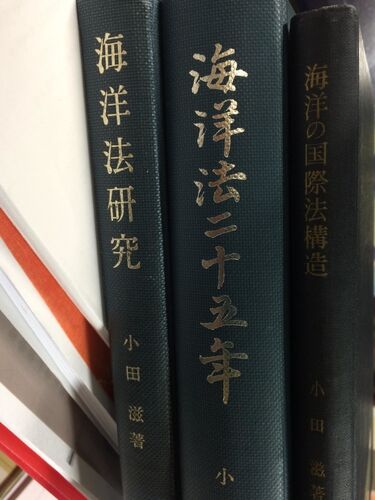 海洋法研究
小田 滋著
海洋法二十五年
小
海洋の国際法構造
小田 滋著